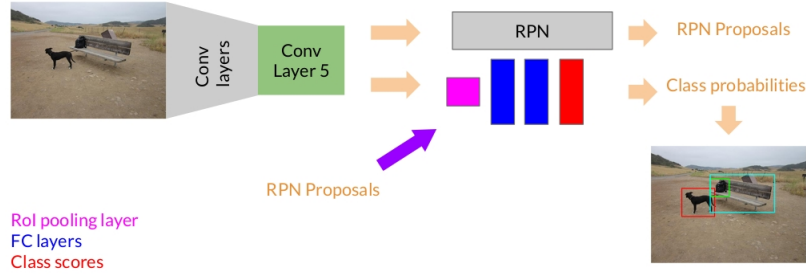 Conv
layers
Conv
Layer 5
RPN
RPN Proposals
Class probabilities
RPN Proposals
RoI pooling layer
FC layers
Class scores